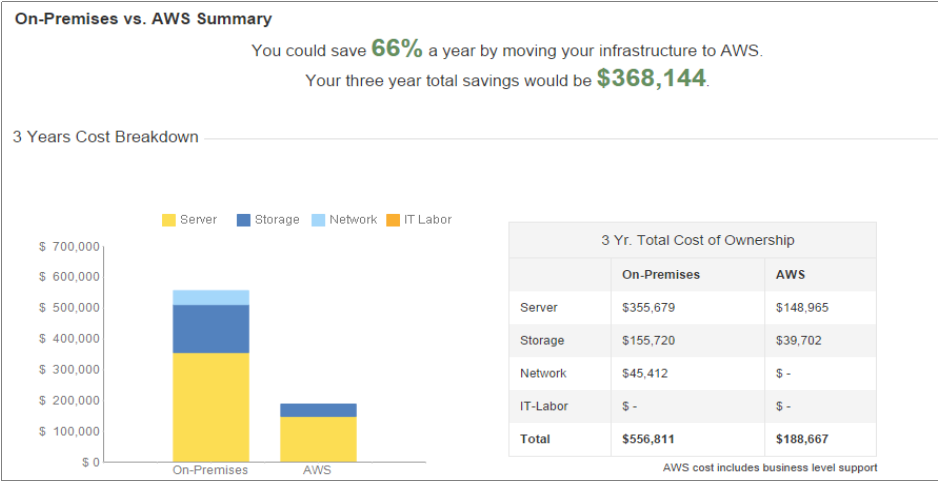 On-Premises vs. AWS Summary
You could save 66% a year by moving your infrastructure to AWS.
Your three year total savings would be $368,144.
3 Years Cost Breakdown
Server Storage Network IT Labor
$ 700,000
$ 600,000
$ 500,000
$ 400,000
$ 300,000
$ 200,000
$ 100,000
$ 0
On-Premises AWS
3 Yr. Total Cost of Ownership
On-Premises AWS
Server $355,679 $148,965
Storage $155,720 $39,702
Network $45,412 $ -
IT-Labor $ - $ -
Total $556,811 $188,667
AWS cost includes business level support